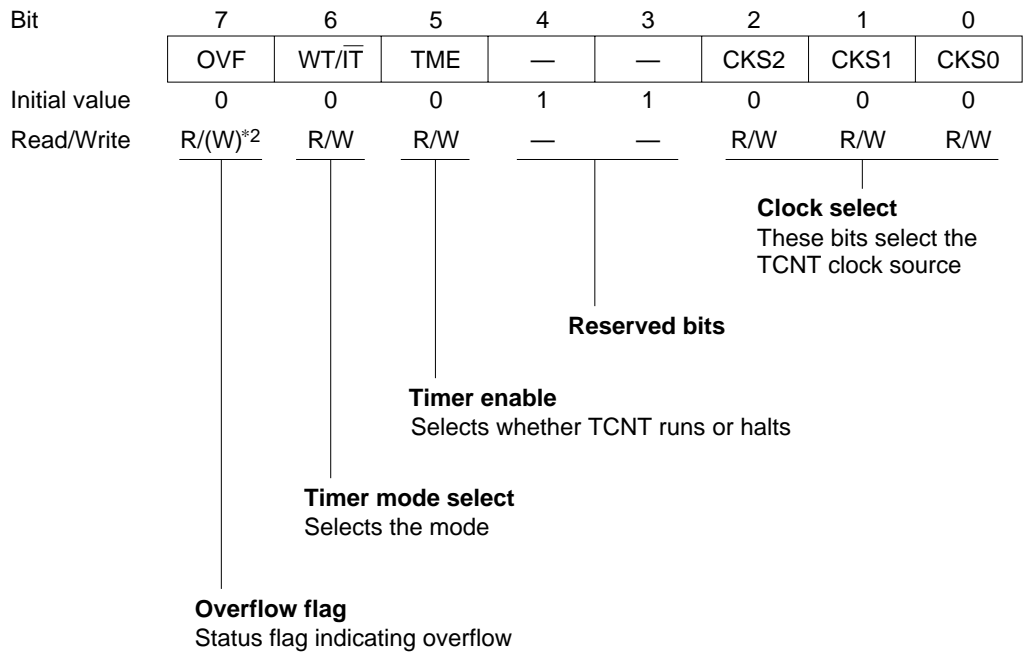 Bit 7 6 5 4 3 2 1 0
OVF WT/I̅T̅ TME — — CKS2 CKS1 CKS0
Initial value 0 0 0 1 1 0 0 0
Read/Write R/(W)*2 R/W R/W — — R/W R/W R/W
Clock select
These bits select the
TCNT clock source
Reserved bits
Timer enable
Selects whether TCNT runs or halts
Timer mode select
Selects the mode
Overflow flag
Status flag indicating overflow